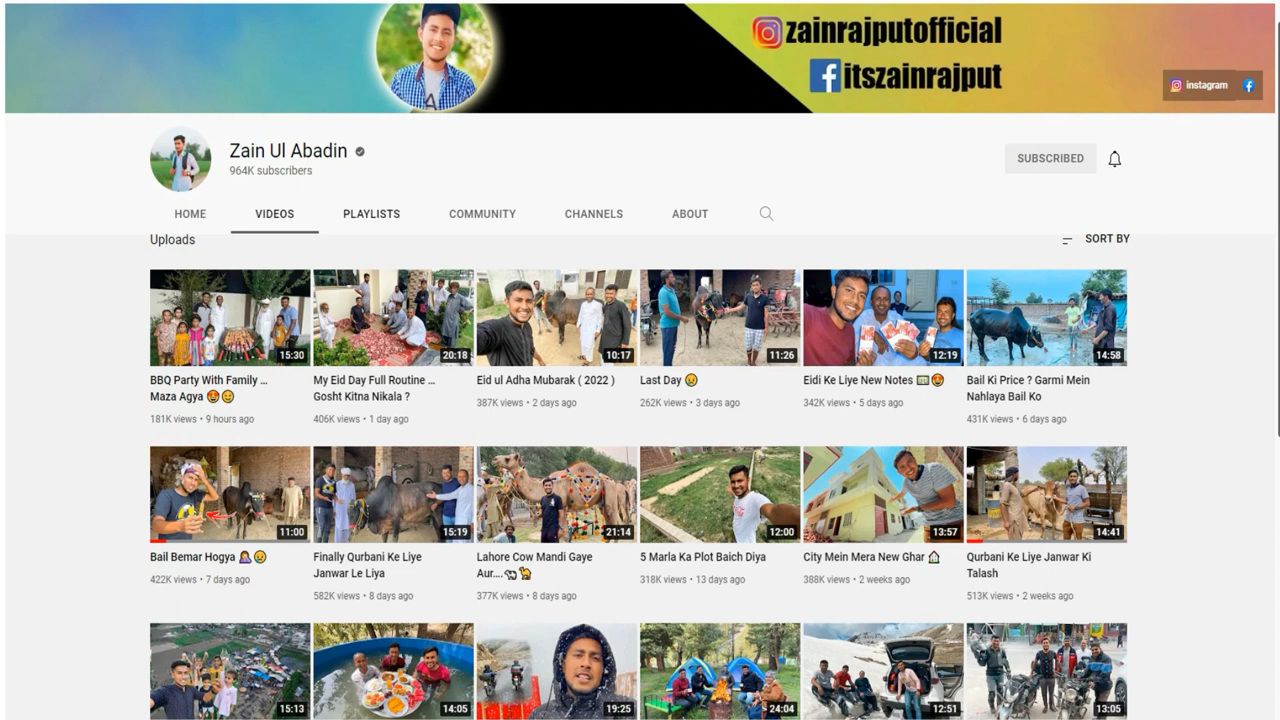 zainrajputofficial
itszainrajput
instagram
Zain Ul Abadin
964K subscribers
SUBSCRIBED
HOME VIDEOS PLAYLISTS COMMUNITY CHANNELS ABOUT
Uploads
SORT BY
15:30 20:18 10:17 11:26 12:19 14:58
BBQ Party With Family ...
Maza Agya 🤩😊
181K views • 9 hours ago
My Eid Day Full Routine ...
Gosht Kitna Nikala ?
406K views • 1 day ago
Eid ul Adha Mubarak ( 2022 )
387K views • 2 days ago
Last Day 😢
262K views • 3 days ago
Eidi Ke Liye New Notes 💵🤩
342K views • 5 days ago
Bail Ki Price ? Garmi Mein
Nahlaya Bail Ko
431K views • 6 days ago
11:00 15:19 21:14 12:00 13:57 14:41
Bail Bemar Hogya 🤦😥
422K views • 7 days ago
Finally Qurbani Ke Liye
Janwar Le Liya
582K views • 8 days ago
Lahore Cow Mandi Gaye
Aur....🐄🐪
377K views • 8 days ago
5 Marla Ka Plot Baich Diya
318K views • 13 days ago
City Mein Mera New Ghar 🏠
388K views • 2 weeks ago
Qurbani Ke Liye Janwar Ki
Talash
513K views • 2 weeks ago
15:13 14:05 19:25 24:04 12:51 13:05